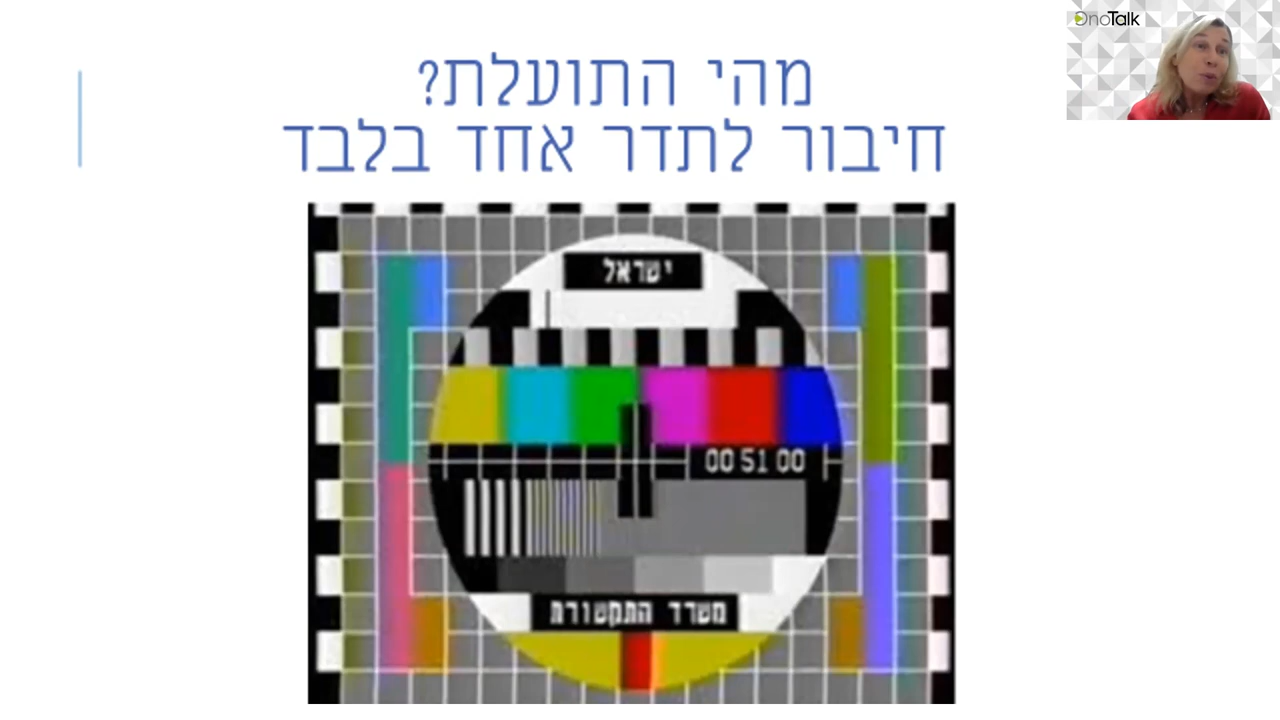 מהי התועלת?
חיבור לתדר אחד בלבד
OnoTalk
ישראל
00 51 00
משרד התקשורת